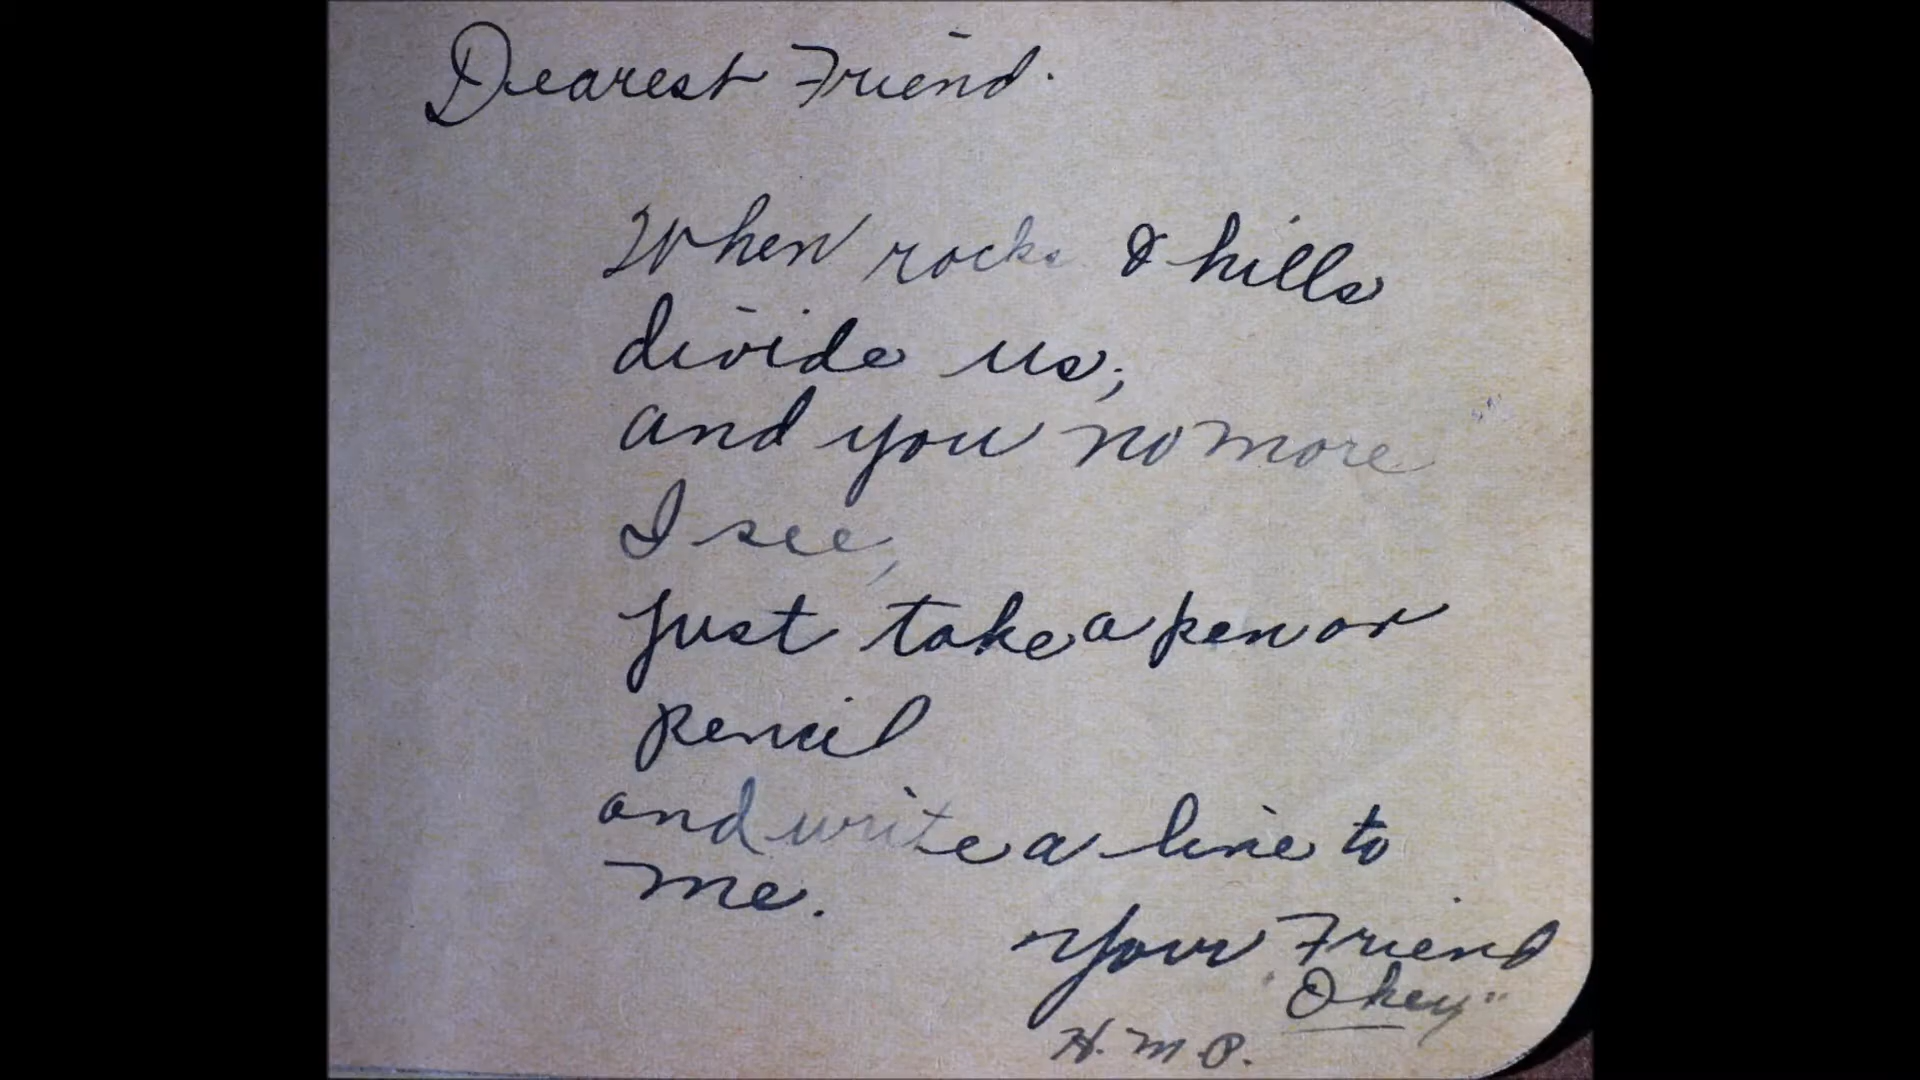 Dearest Friend.
When rocks & hills
divide us;
and you no more
I see,
just take a pen or
pencil
and write a line to
me.
Your Friend
"Okey"
H. M. P.